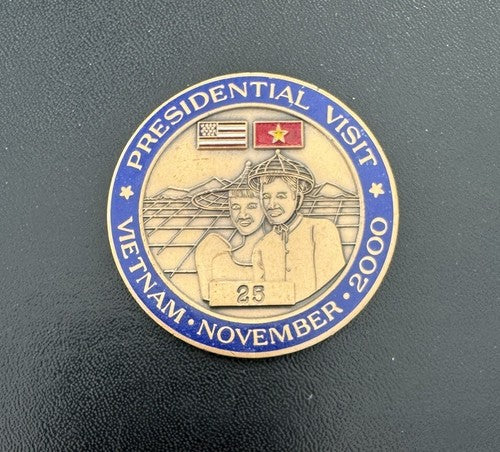 PRESIDENTIAL VISIT
VIETNAM · NOVEMBER · 2000
25